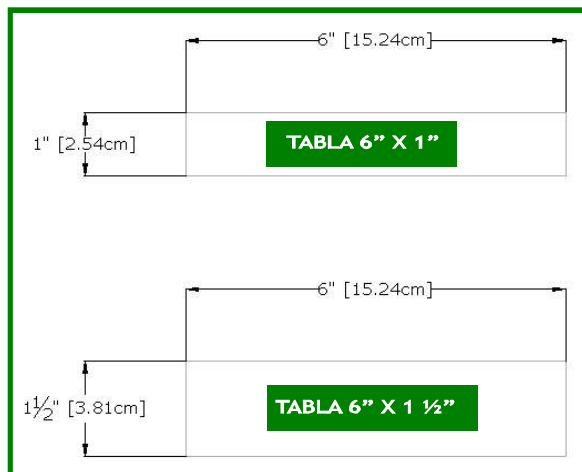 6" [15.24cm]
1" [2.54cm]
TABLA 6” X 1”
6" [15.24cm]
1½" [3.81cm]
TABLA 6” X 1 ½”